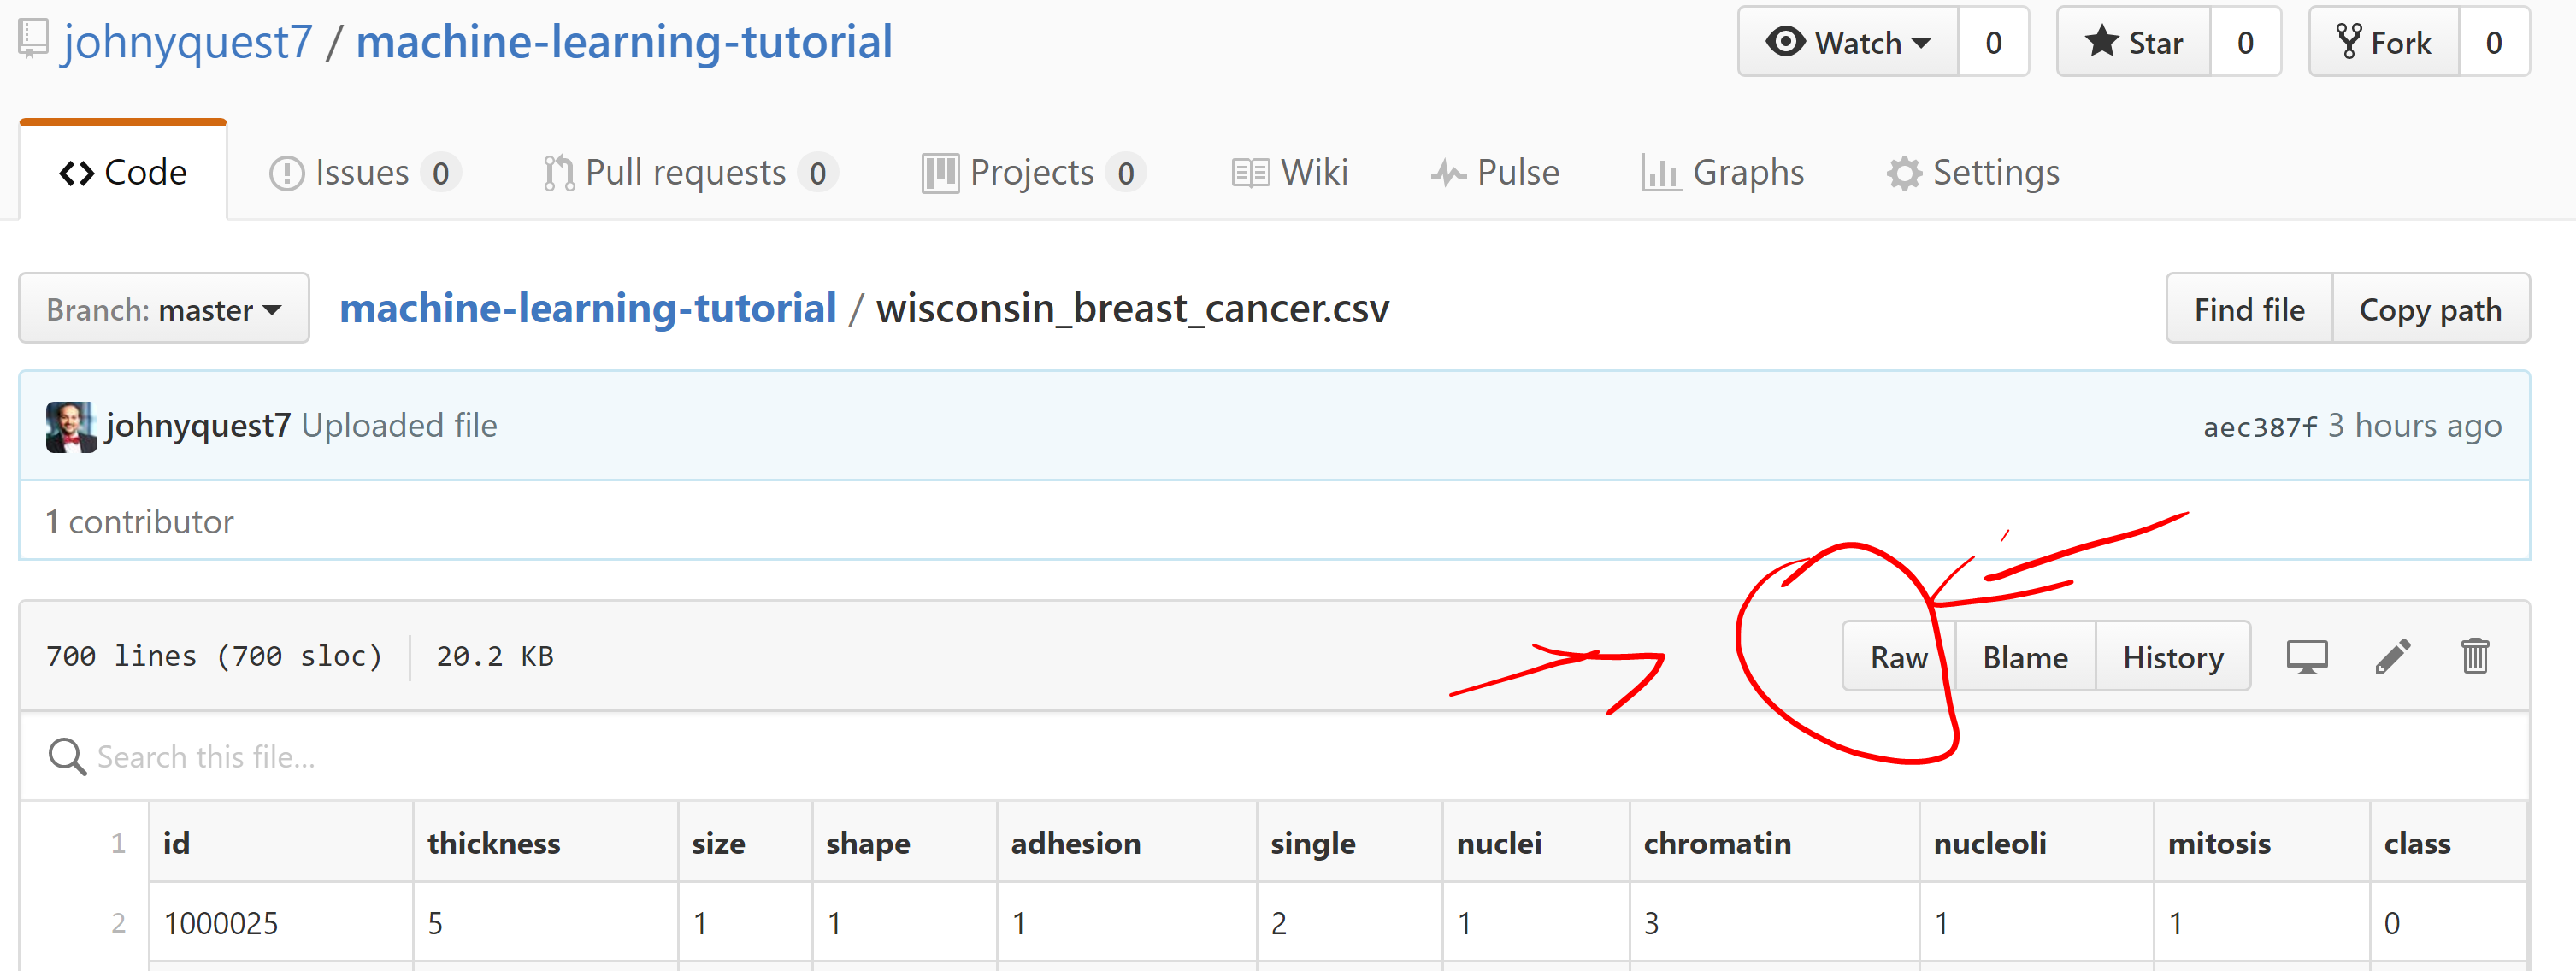 johnyquest7 / machine-learning-tutorial Watch 0 Star 0 Fork 0
Code Issues 0 Pull requests 0 Projects 0 Wiki Pulse Graphs Settings
Branch: master machine-learning-tutorial / wisconsin_breast_cancer.csv Find file Copy path
johnyquest7 Uploaded file aec387f 3 hours ago
1 contributor
700 lines (700 sloc) 20.2 KB Raw Blame History
Search this file...
1 id thickness size shape adhesion single nuclei chromatin nucleoli mitosis class
2 1000025 5 1 1 1 2 1 3 1 1 0